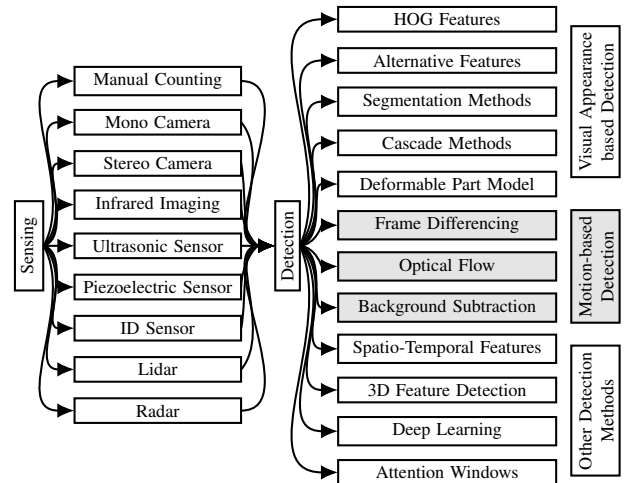 Sensing
Manual Counting
Mono Camera
Stereo Camera
Infrared Imaging
Ultrasonic Sensor
Piezoelectric Sensor
ID Sensor
Lidar
Radar
Detection
HOG Features
Alternative Features
Segmentation Methods
Cascade Methods
Deformable Part Model
Frame Differencing
Optical Flow
Background Subtraction
Spatio-Temporal Features
3D Feature Detection
Deep Learning
Attention Windows
Visual Appearance
based Detection
Motion-based
Detection
Other Detection
Methods